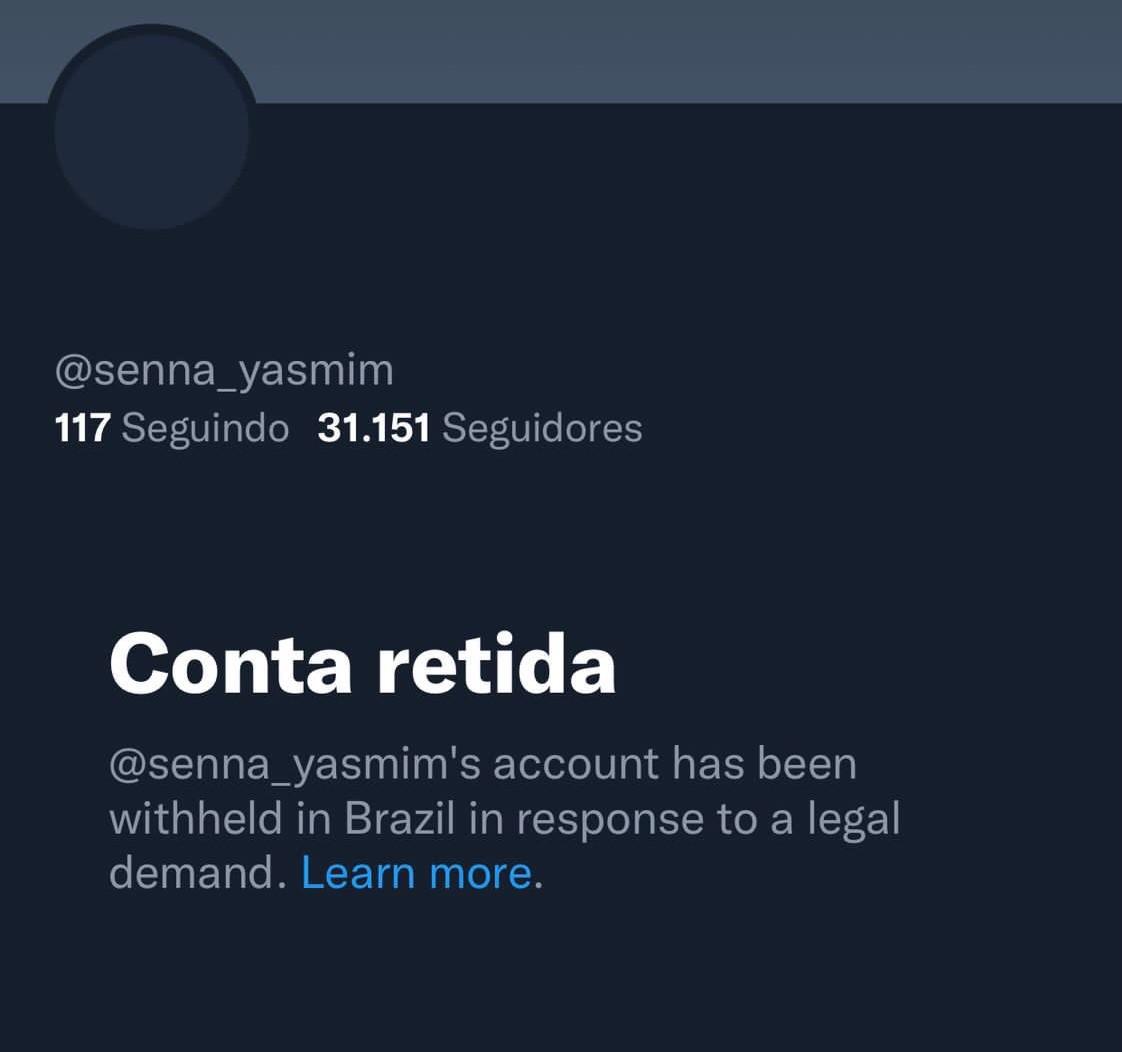 @senna_yasmim
117 Seguindo 31.151 Seguidores
Conta retida
@senna_yasmim's account has been
withheld in Brazil in response to a legal
demand. Learn more.